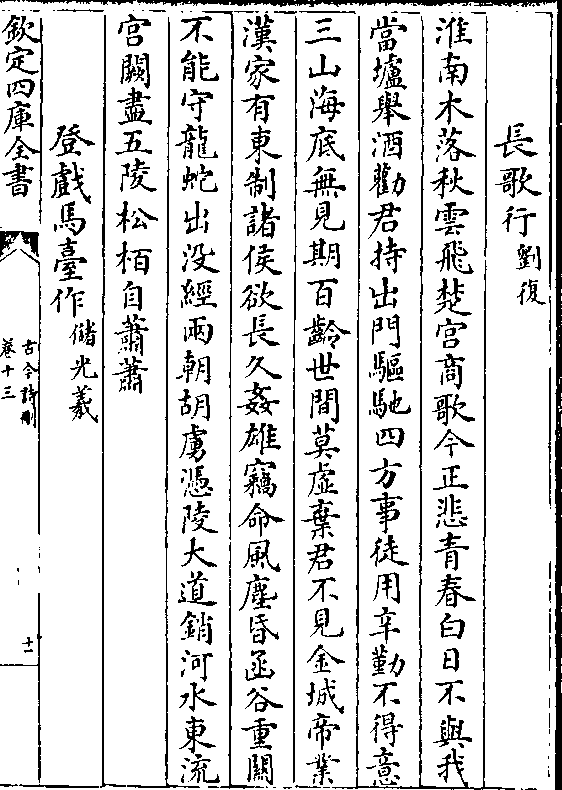 長歌行劉復
淮南木落秋雲飛楚宮商歌今正悲青春白日不與我
當壚舉酒勸君持出門驅馳四方事徒用辛勤不得意
三山海底無見期百齡世間莫虛棄君不見金城帝業
漢家有東制諸侯欲長久姦雄竊命風塵昏函谷重關
不能守龍蛇出没經兩朝胡虜憑陵大道銷河水東流
宮闕盡五陵松栢自蕭蕭
登戲馬臺作儲光羲
欽定四庫全書
古今詩刪
卷十三
十二